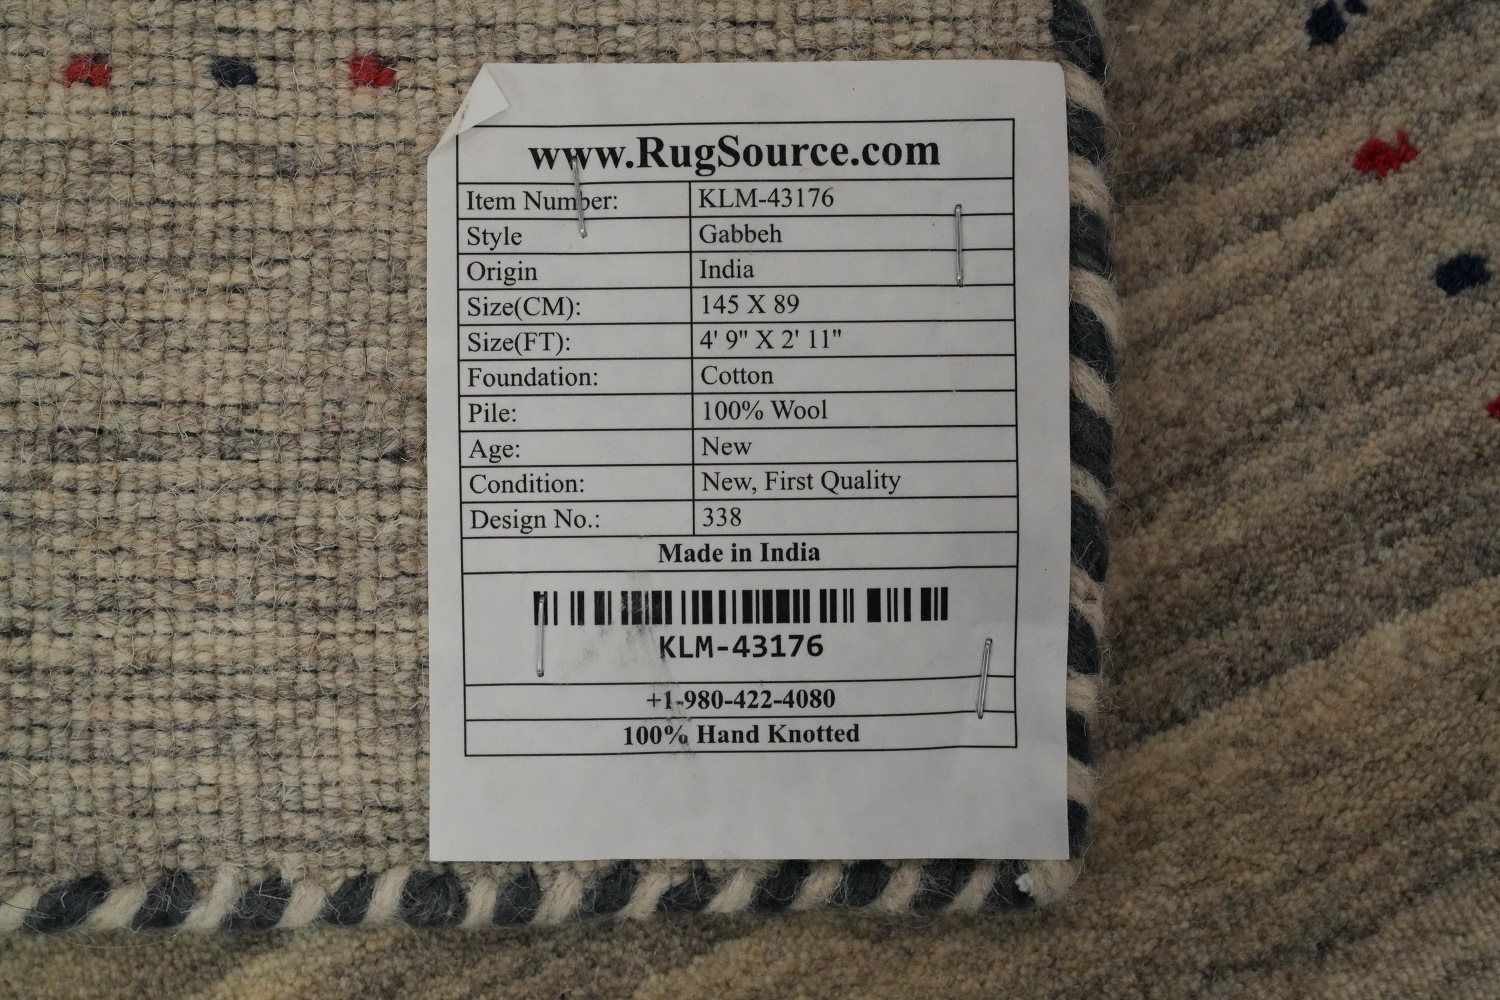 www.RugSource.com
Item Number: KLM-43176
Style Gabbeh
Origin India
Size(CM): 145 X 89
Size(FT): 4' 9" X 2' 11"
Foundation: Cotton
Pile: 100% Wool
Age: New
Condition: New, First Quality
Design No.: 338
Made in India
KLM-43176
+1-980-422-4080
100% Hand Knotted